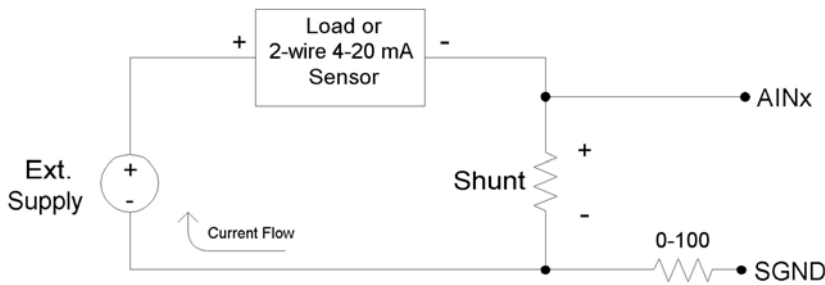 Load or
2-wire 4-20 mA
Sensor
+
-
AINx
Ext.
Supply
+
-
Shunt
+
-
Current Flow
0-100
SGND